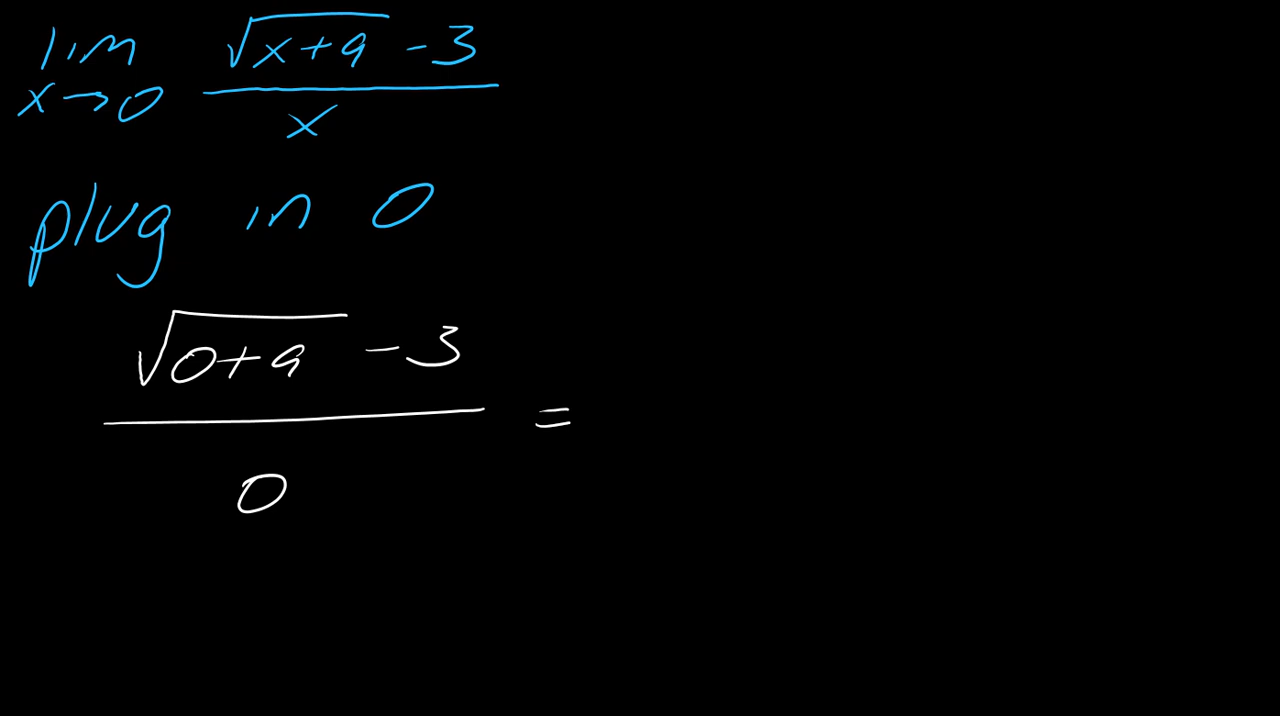 lim x→0 √(x+9) - 3 / x
plug in 0
√(0+9) - 3 / 0 =